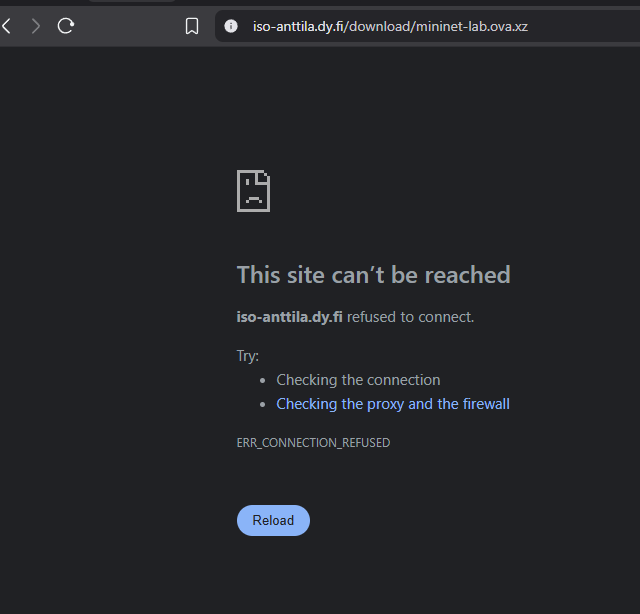 iso-anttila.dy.fi/download/mininet-lab.ova.xz
This site can’t be reached
iso-anttila.dy.fi refused to connect.
Try:
• Checking the connection
• Checking the proxy and the firewall
ERR_CONNECTION_REFUSED
Reload